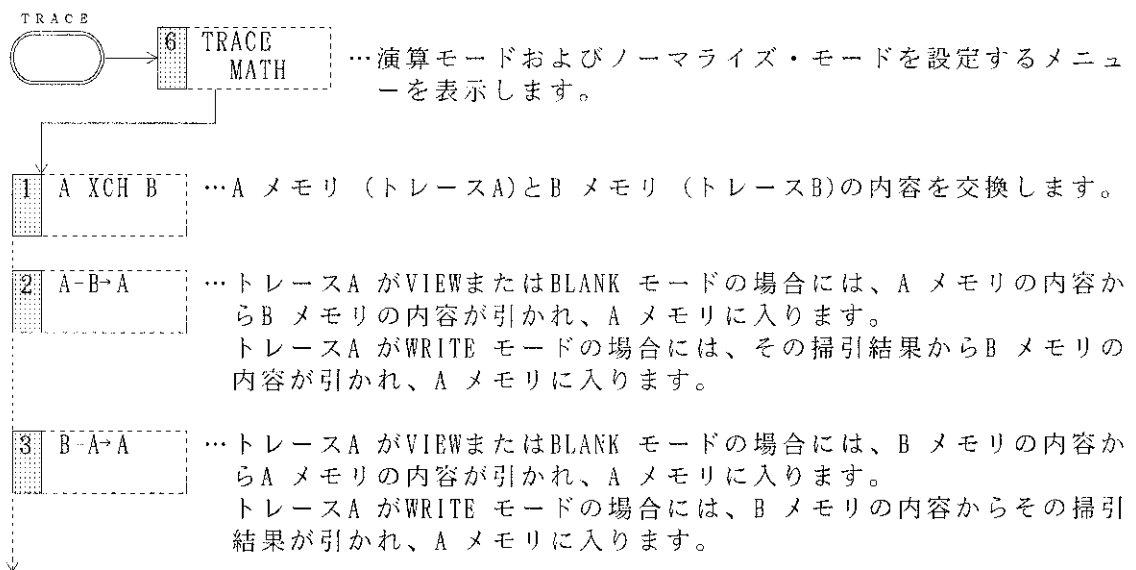 TRACE
6 TRACE MATH
…演算モードおよびノーマライズ・モードを設定するメニュ
ーを表示します。
1 A XCH B …A メモリ (トレースA)とB メモリ (トレースB)の内容を交換します。
2 A-B→A …トレースA がVIEWまたはBLANK モードの場合には、A メモリの内容か
らB メモリの内容が引かれ、A メモリに入ります。
トレースA がWRITE モードの場合には、その掃引結果からB メモリの
内容が引かれ、A メモリに入ります。
3 B-A→A …トレースA がVIEWまたはBLANK モードの場合には、B メモリの内容か
らA メモリの内容が引かれ、A メモリに入ります。
トレースA がWRITE モードの場合には、B メモリの内容からその掃引
結果が引かれ、A メモリに入ります。